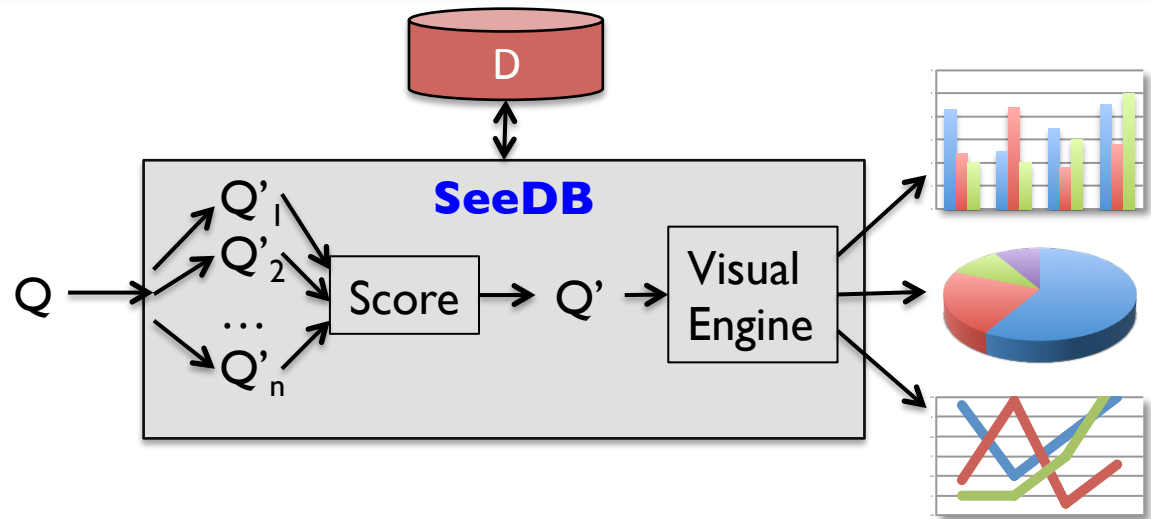 D
SeeDB
Q
Q’1
Q’2
...
Q’n
Score
Q’
Visual
Engine